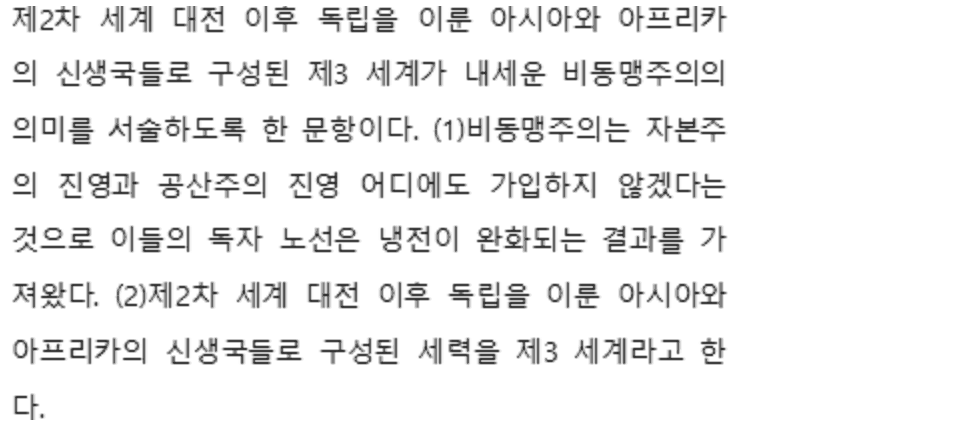 제2차 세계 대전 이후 독립을 이룬 아시아와 아프리카
의 신생국들로 구성된 제3 세계가 내세운 비동맹주의의
의미를 서술하도록 한 문항이다. (1)비동맹주의는 자본주
의 진영과 공산주의 진영 어디에도 가입하지 않겠다는
것으로 이들의 독자 노선은 냉전이 완화되는 결과를 가
져왔다. (2)제2차 세계 대전 이후 독립을 이룬 아시아와
아프리카의 신생국들로 구성된 세력을 제3 세계라고 한
다.